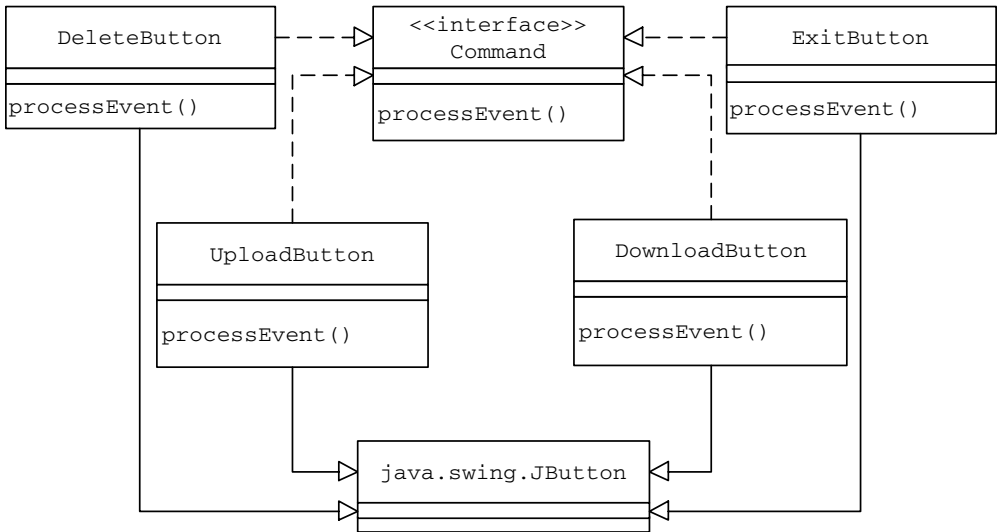 DeleteButton
processEvent()
<<interface>>
Command
processEvent()
ExitButton
processEvent()
UploadButton
processEvent()
DownloadButton
processEvent()
java.swing.JButton